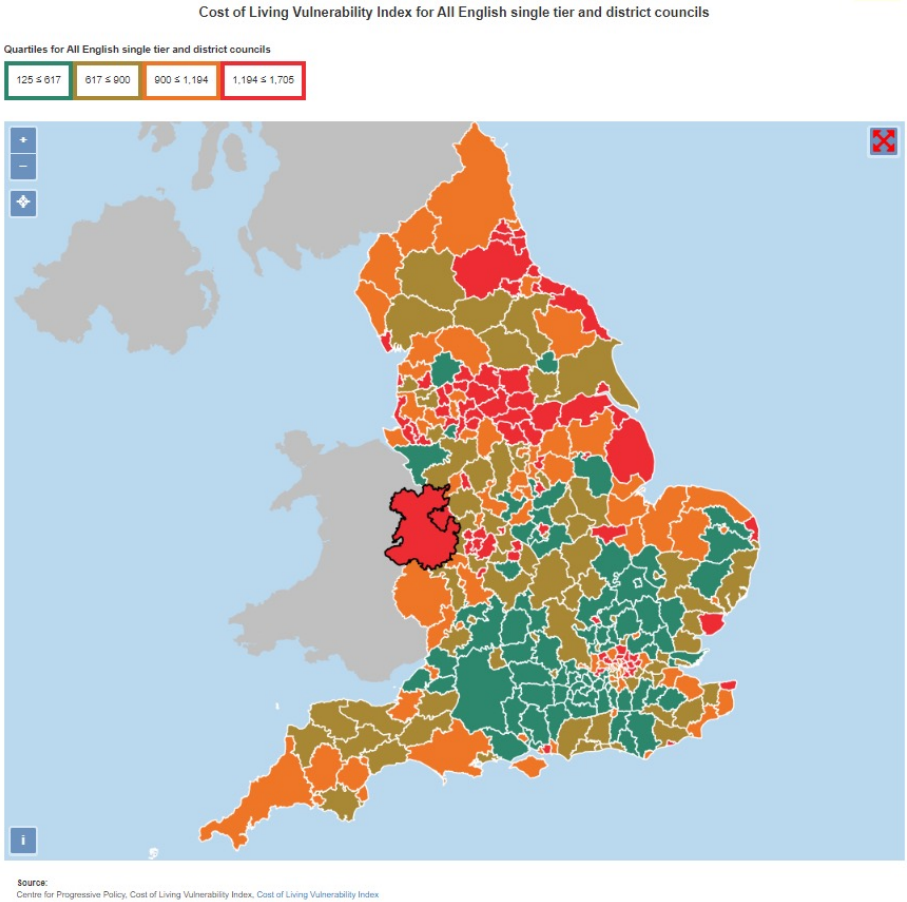 Cost of Living Vulnerability Index for All English single tier and district councils
Quartiles for All English single tier and district councils
125 ≤ 617 617 ≤ 900 900 ≤ 1,194 1,194 ≤ 1,705
+
−
i
Source:
Centre for Progressive Policy, Cost of Living Vulnerability Index, Cost of Living Vulnerability Index